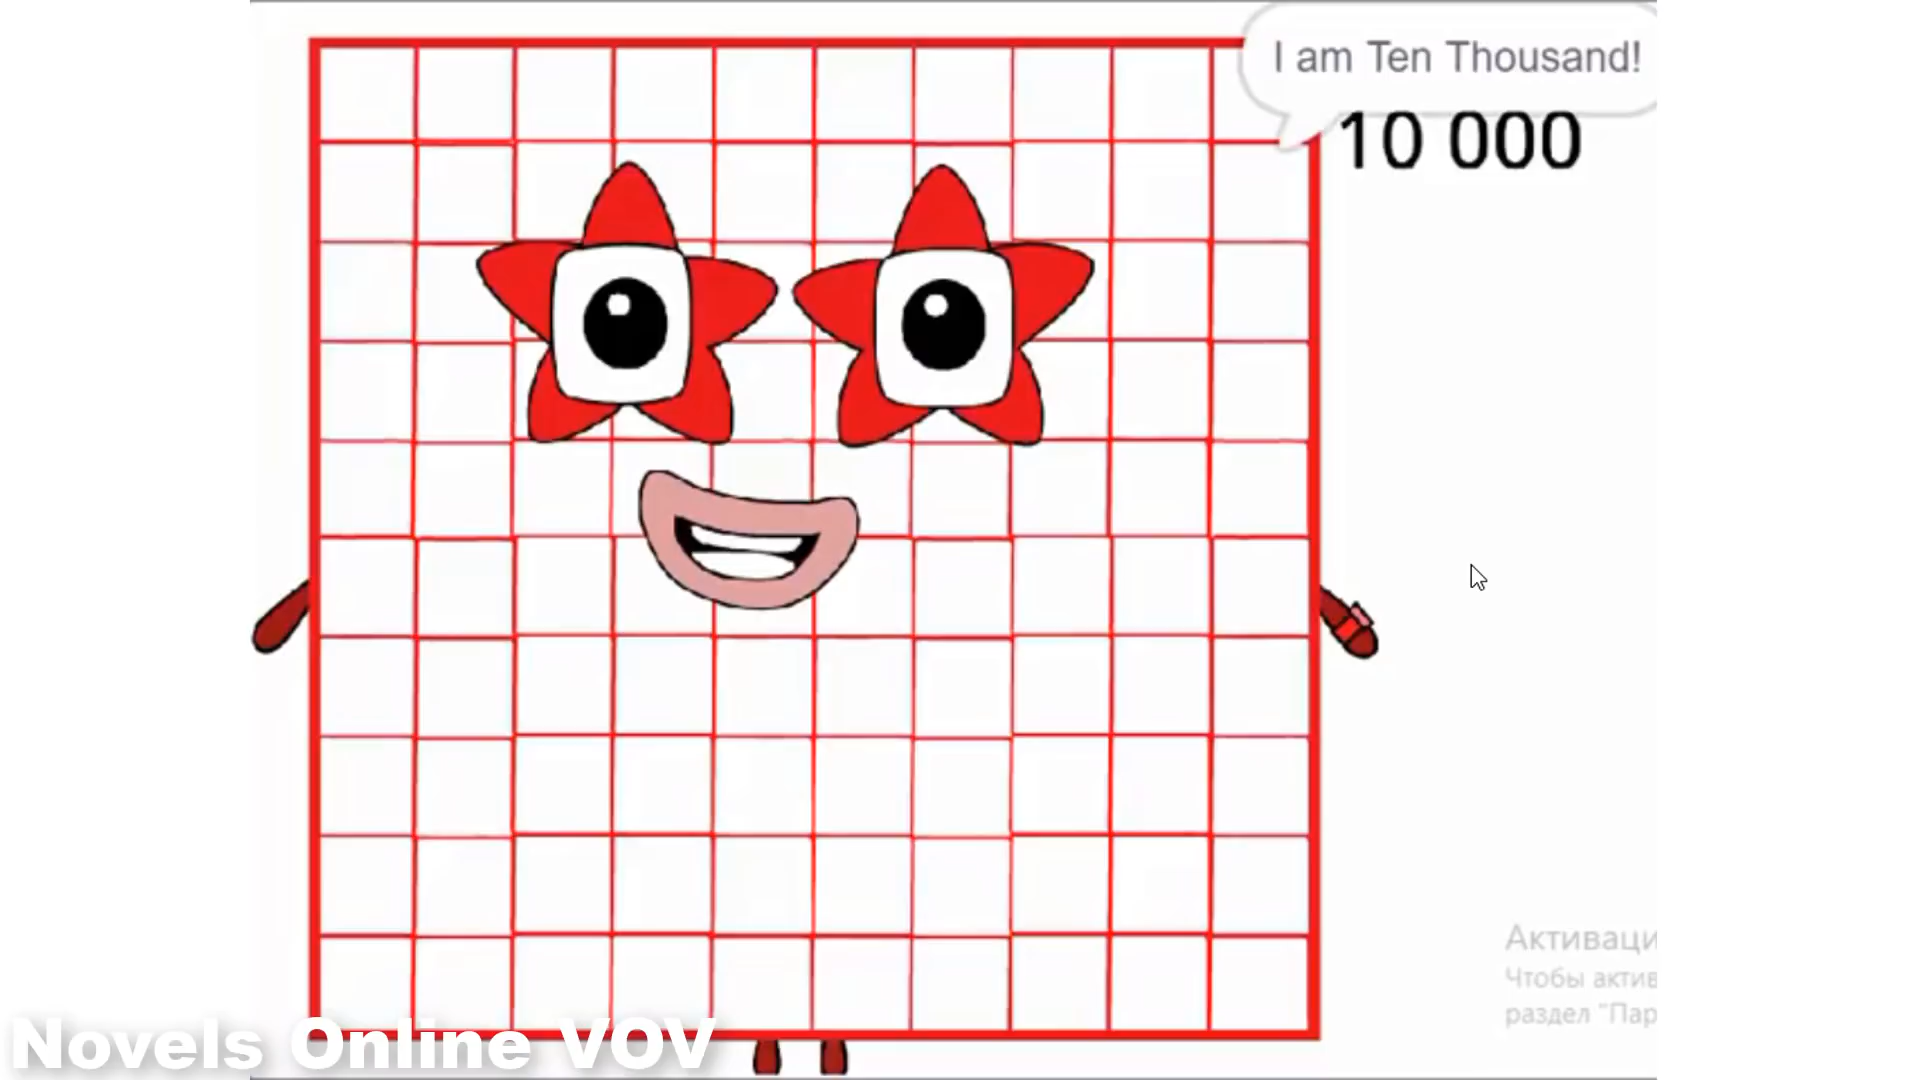 I am Ten Thousand!
10 000
Активаци
Чтобы актив
раздел "Пар
Novels Online VOV